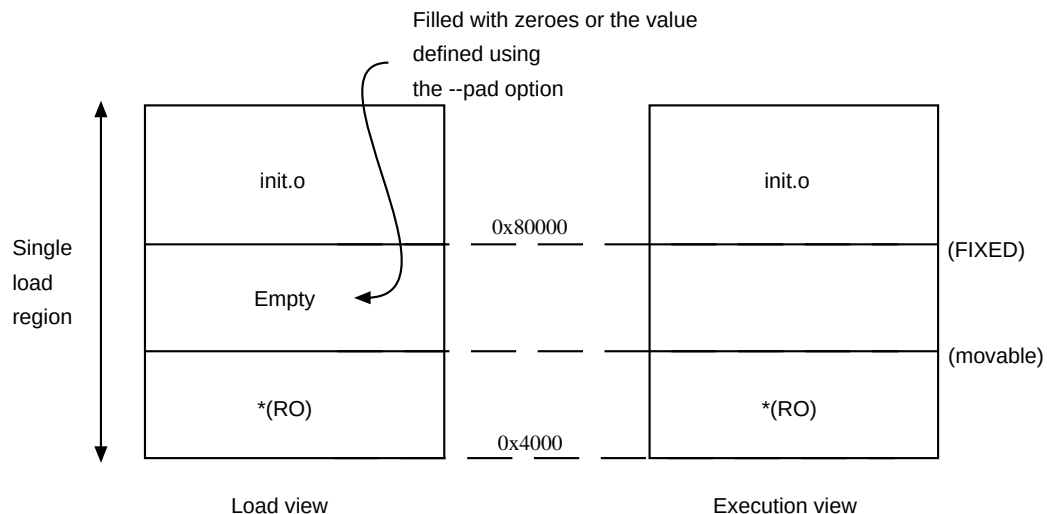 Filled with zeroes or the value
defined using
the --pad option
init.o
init.o
0x80000
Single
load
region
(FIXED)
Empty
(movable)
*(RO)
*(RO)
0x4000
Load view
Execution view